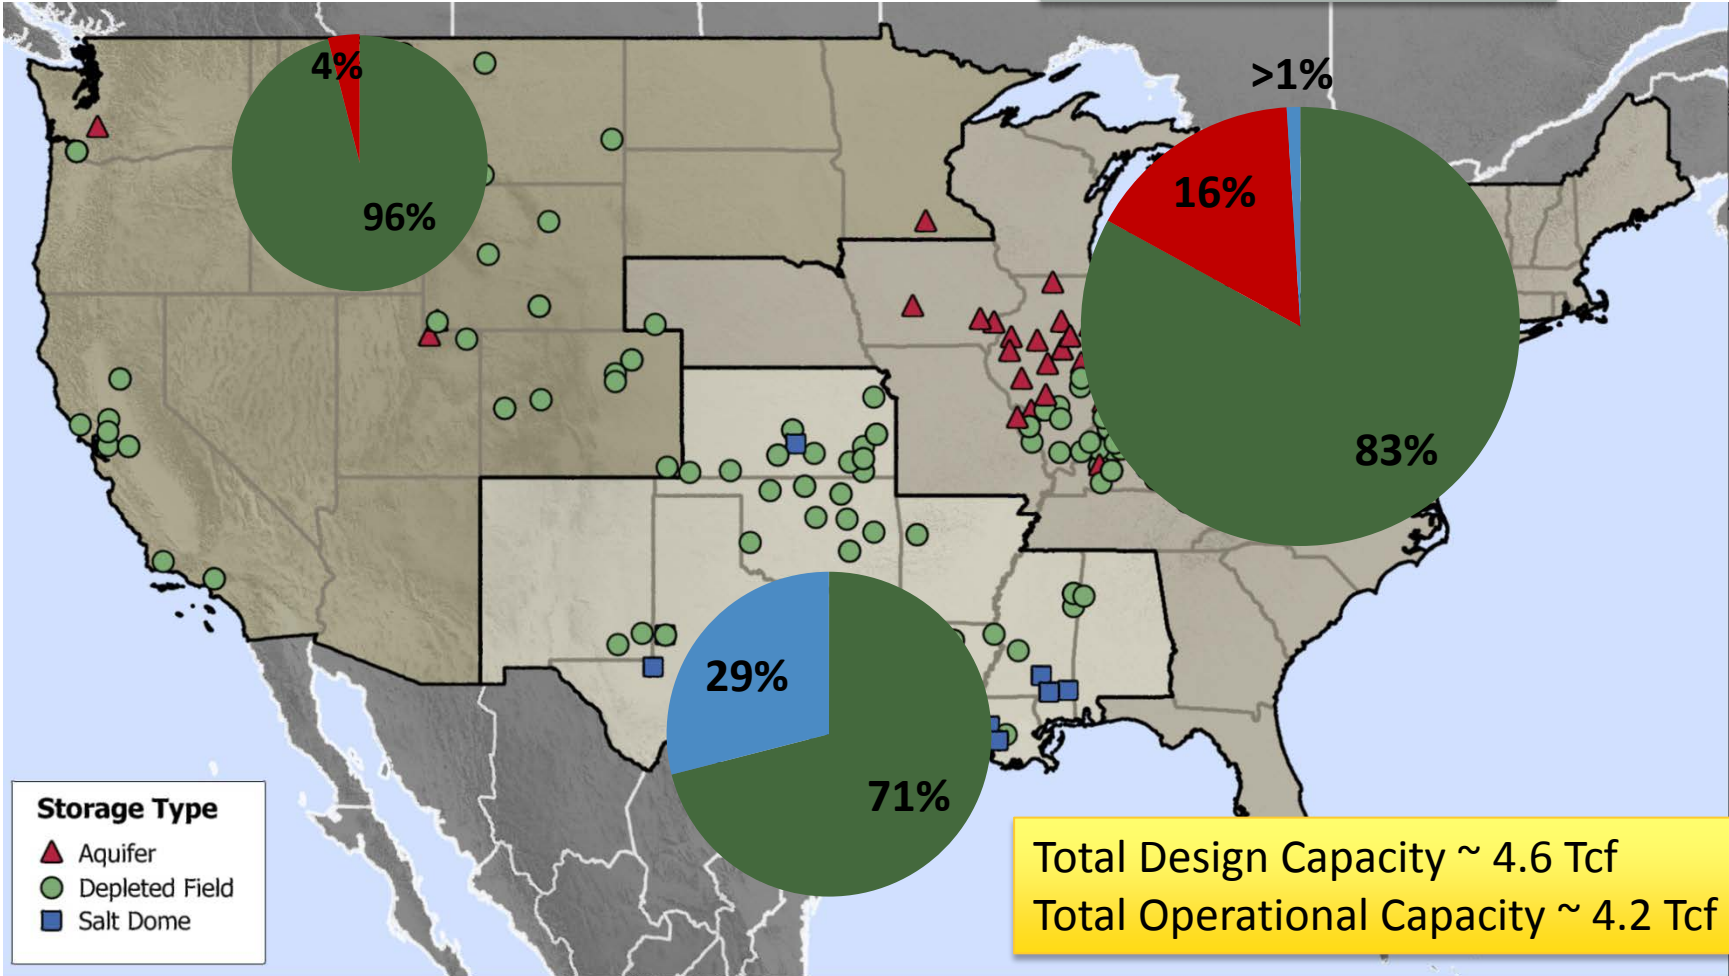 4%
96%
>1%
16%
83%
29%
71%
Storage Type
Aquifer
Depleted Field
Salt Dome
Total Design Capacity ~ 4.6 Tcf
Total Operational Capacity ~ 4.2 Tcf